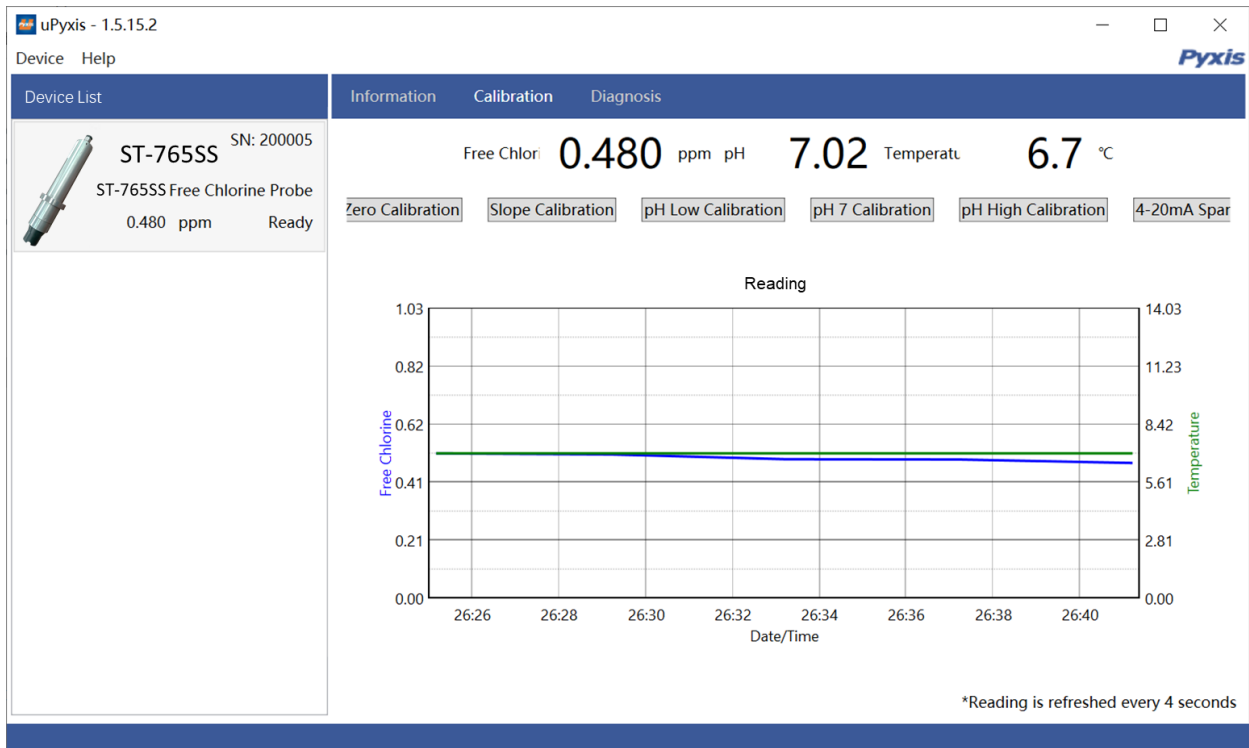 uPyxis - 1.5.15.2
Device Help
Pyxis
Device List
Information Calibration Diagnosis
ST-765SS SN: 200005
ST-765SS Free Chlorine Probe
0.480 ppm Ready
Free Chlori 0.480 ppm pH 7.02 Temperatu 6.7 °C
Zero Calibration Slope Calibration pH Low Calibration pH 7 Calibration pH High Calibration 4-20mA Span
Reading
1.03 14.03
0.82 11.23
0.62 8.42
0.41 5.61
0.21 2.81
0.00 0.00
Free Chlorine
Temperature
26:26 26:28 26:30 26:32 26:34 26:36 26:38 26:40
Date/Time
*Reading is refreshed every 4 seconds